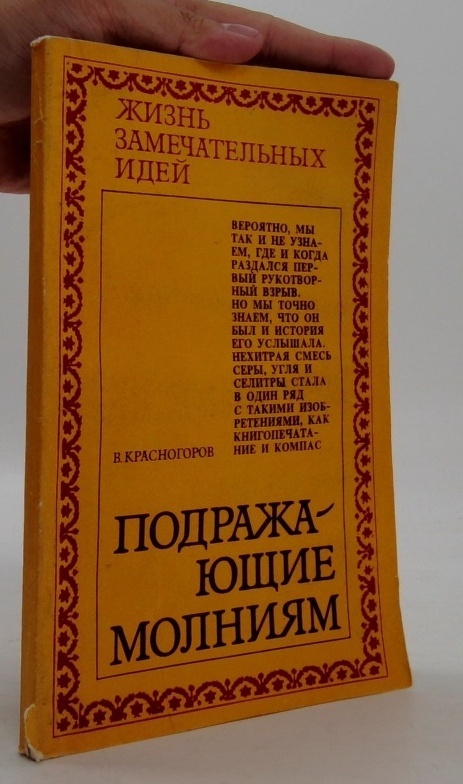 ЖИЗНЬ
ЗАМЕЧАТЕЛЬНЫХ
ИДЕЙ
ВЕРОЯТНО, МЫ
ТАК И НЕ УЗНА-
ЕМ, ГДЕ И КОГДА
РАЗДАЛСЯ ПЕР-
ВЫЙ РУКОТВОР-
НЫЙ ВЗРЫВ.
НО МЫ ТОЧНО
ЗНАЕМ, ЧТО ОН
БЫЛ И ИСТОРИЯ
ЕГО УСЛЫШАЛА.
НЕХИТРАЯ СМЕСЬ
СЕРЫ, УГЛЯ И
СЕЛИТРЫ СТАЛА
В ОДИН РЯД
С ТАКИМИ ИЗОБ-
РЕТЕНИЯМИ, КАК
КНИГОПЕЧАТА-
НИЕ И КОМПАС
В. КРАСНОГОРОВ
ПОДРАЖА-
ЮЩИЕ
МОЛНИЯМ